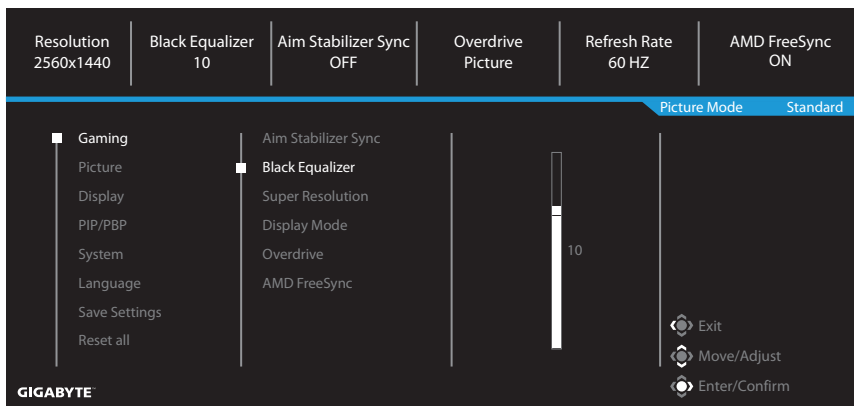 Resolution
2560x1440
Black Equalizer
10
Aim Stabilizer Sync
OFF
Overdrive
Picture
Refresh Rate
60 HZ
AMD FreeSync
ON
Picture Mode Standard
Gaming
Picture
Display
PIP/PBP
System
Language
Save Settings
Reset all
Aim Stabilizer Sync
Black Equalizer
Super Resolution
Display Mode
Overdrive
AMD FreeSync
10
Exit
Move/Adjust
Enter/Confirm
GIGABYTE™